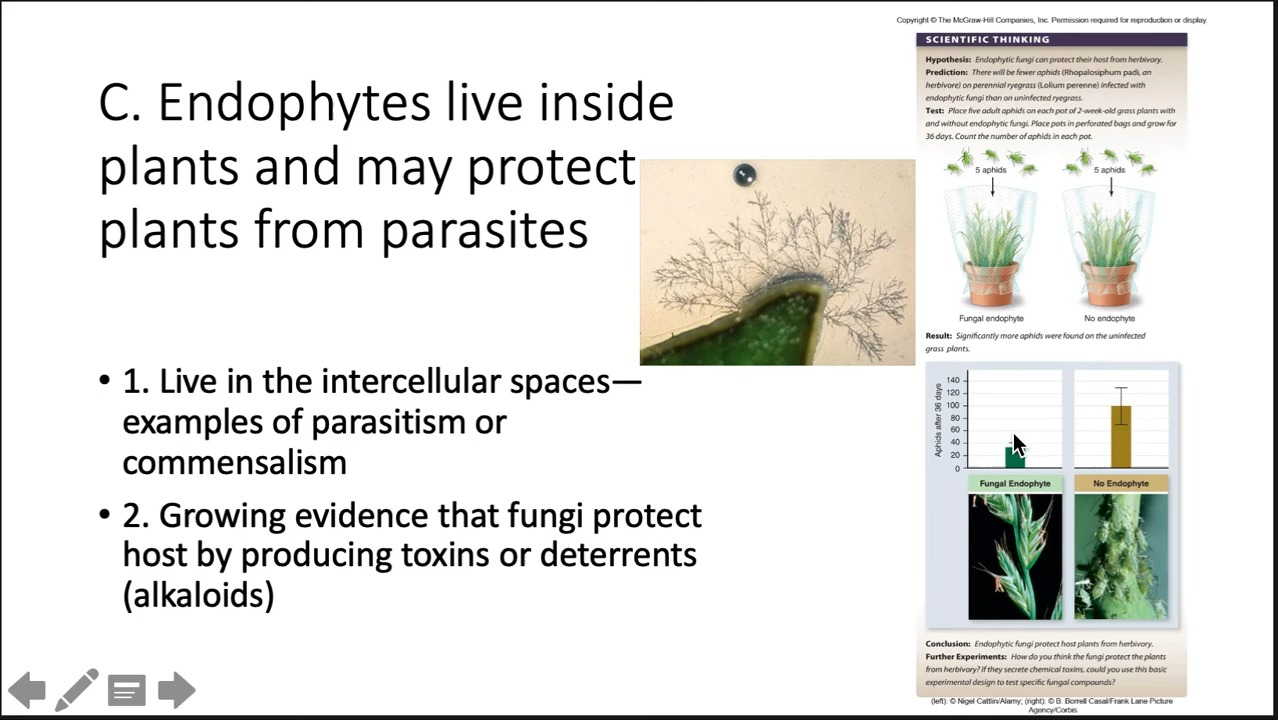 Copyright © The McGraw-Hill Companies, Inc. Permission required for reproduction or display.
C. Endophytes live inside
plants and may protect
plants from parasites
• 1. Live in the intercellular spaces—
examples of parasitism or
commensalism
• 2. Growing evidence that fungi protect
host by producing toxins or deterrents
(alkaloids)
SCIENTIFIC THINKING
Hypothesis: Endophytic fungi can protect their host from herbivory.
Prediction: There will be fewer aphids (Rhopalosiphum padi, an
herbivore) on perennial ryegrass (Lolium perenne) infected with
endophytic fungi than on uninfected ryegrass.
Test: Place five adult aphids on each pot of 2-week-old grass plants with
and without endophytic fungi. Place pots in perforated bags and grow for
36 days. Count the number of aphids in each pot.
5 aphids
5 aphids
Fungal endophyte
No endophyte
Result: Significantly more aphids were found on the uninfected
grass plants.
Aphids after 36 days
140
120
100
80
60
40
20
0
Fungal Endophyte
No Endophyte
Conclusion: Endophytic fungi protect host plants from herbivory.
Further Experiments: How do you think the fungi protect the plants
from herbivory? If they secrete chemical toxins, could you use this basic
experimental design to test specific fungal compounds?
(left): © Nigel Cattlin/Alamy; (right): © B. Borrell Casal/Frank Lane Picture
Agency/Corbis